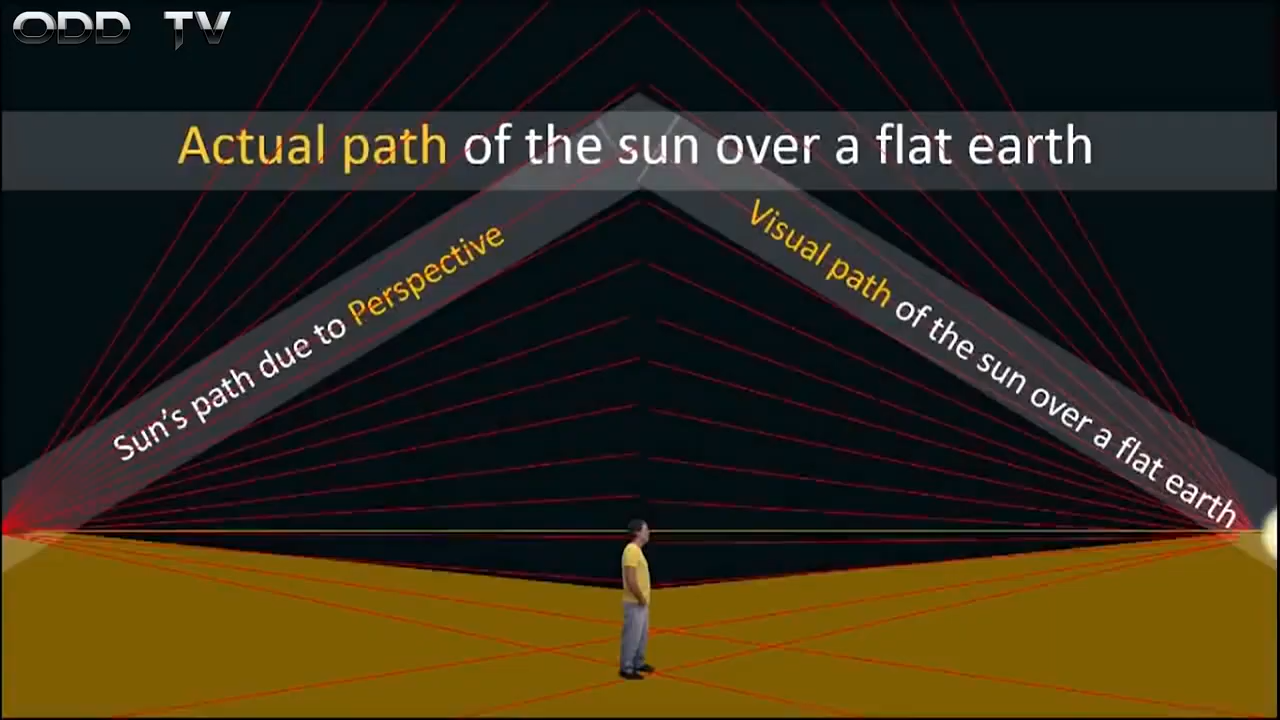 ODD TV
Actual path of the sun over a flat earth
Sun's path due to Perspective
Visual path of the sun over a flat earth